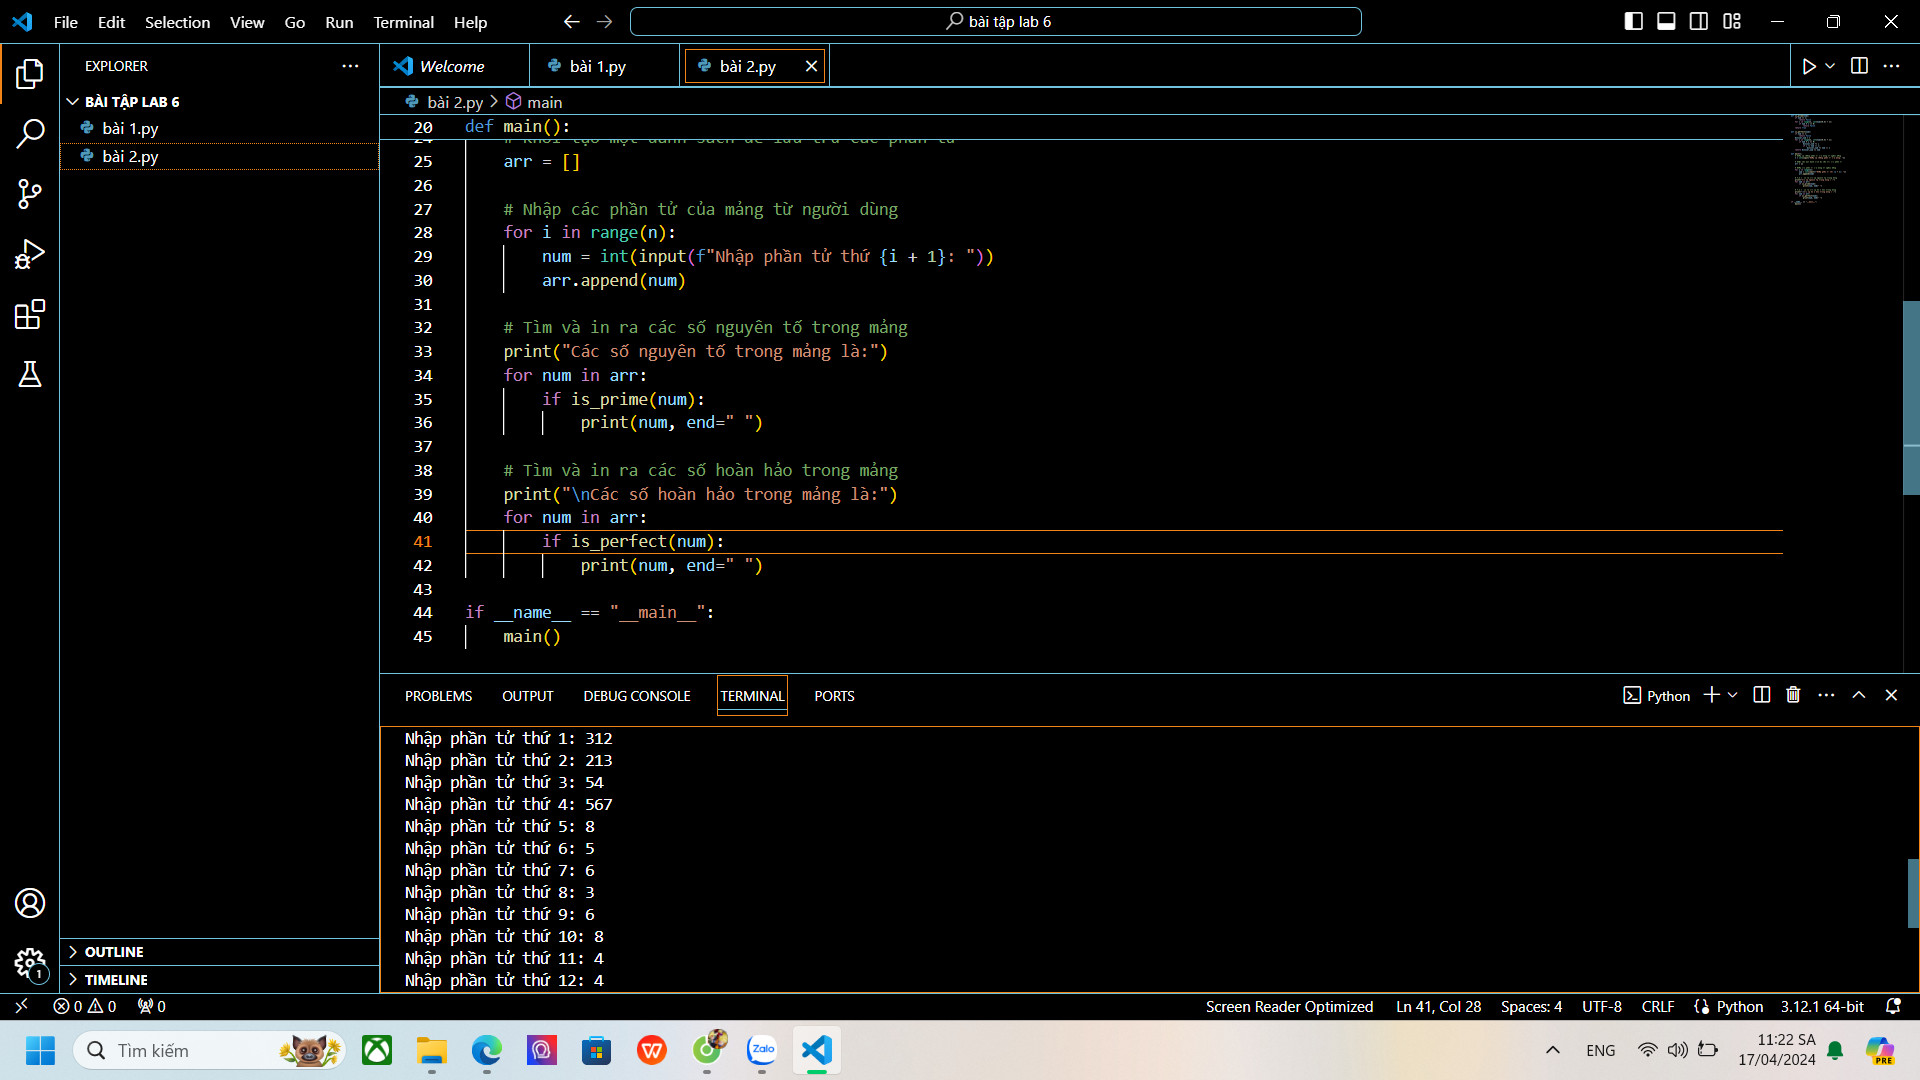 File Edit Selection View Go Run Terminal Help
bài tập lab 6
EXPLORER
BÀI TẬP LAB 6
bài 1.py
bài 2.py
OUTLINE
TIMELINE
Welcome
bài 1.py
bài 2.py
bài 2.py > main
20 def main():
25 arr = []
26
27 # Nhập các phần tử của mảng từ người dùng
28 for i in range(n):
29 num = int(input(f"Nhập phần tử thứ {i + 1}: "))
30 arr.append(num)
31
32 # Tìm và in ra các số nguyên tố trong mảng
33 print("Các số nguyên tố trong mảng là:")
34 for num in arr:
35 if is_prime(num):
36 print(num, end=" ")
37
38 # Tìm và in ra các số hoàn hảo trong mảng
39 print("\nCác số hoàn hảo trong mảng là:")
40 for num in arr:
41 if is_perfect(num):
42 print(num, end=" ")
43
44 if __name__ == "__main__":
45 main()
PROBLEMS OUTPUT DEBUG CONSOLE TERMINAL PORTS
Python
Nhập phần tử thứ 1: 312
Nhập phần tử thứ 2: 213
Nhập phần tử thứ 3: 54
Nhập phần tử thứ 4: 567
Nhập phần tử thứ 5: 8
Nhập phần tử thứ 6: 5
Nhập phần tử thứ 7: 6
Nhập phần tử thứ 8: 3
Nhập phần tử thứ 9: 6
Nhập phần tử thứ 10: 8
Nhập phần tử thứ 11: 4
Nhập phần tử thứ 12: 4
1
0 0 0
Screen Reader Optimized Ln 41, Col 28 Spaces: 4 UTF-8 CRLF Python 3.12.1 64-bit
Tìm kiếm
Zalo
ENG
11:22 SA
17/04/2024
PRE